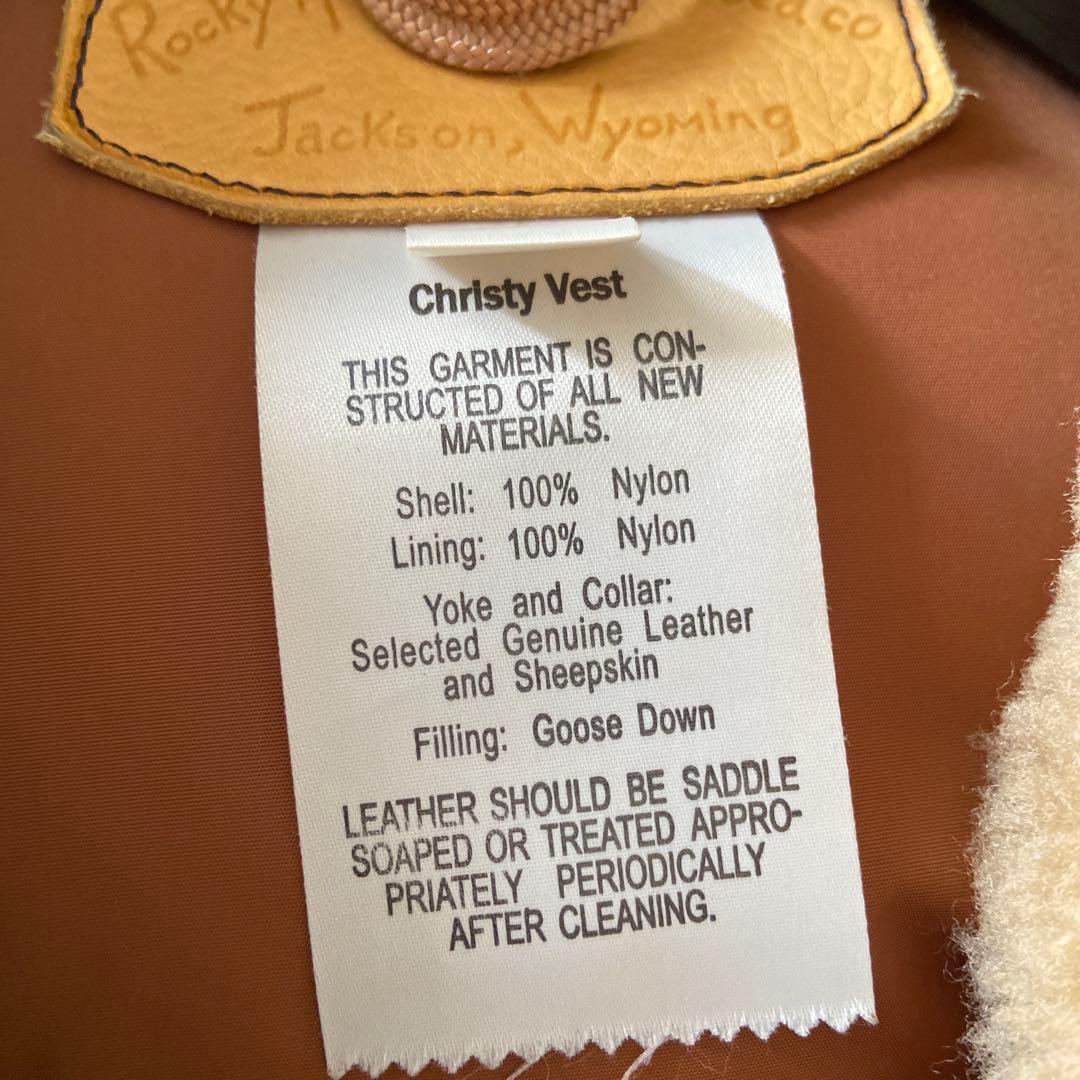 Rocky
Jackson, Wyoming
Christy Vest
THIS GARMENT IS CON-
STRUCTED OF ALL NEW
MATERIALS.
Shell: 100% Nylon
Lining: 100% Nylon
Yoke and Collar:
Selected Genuine Leather
and Sheepskin
Filling: Goose Down
LEATHER SHOULD BE SADDLE
SOAPED OR TREATED APPRO-
PRIATELY PERIODICALLY
AFTER CLEANING.